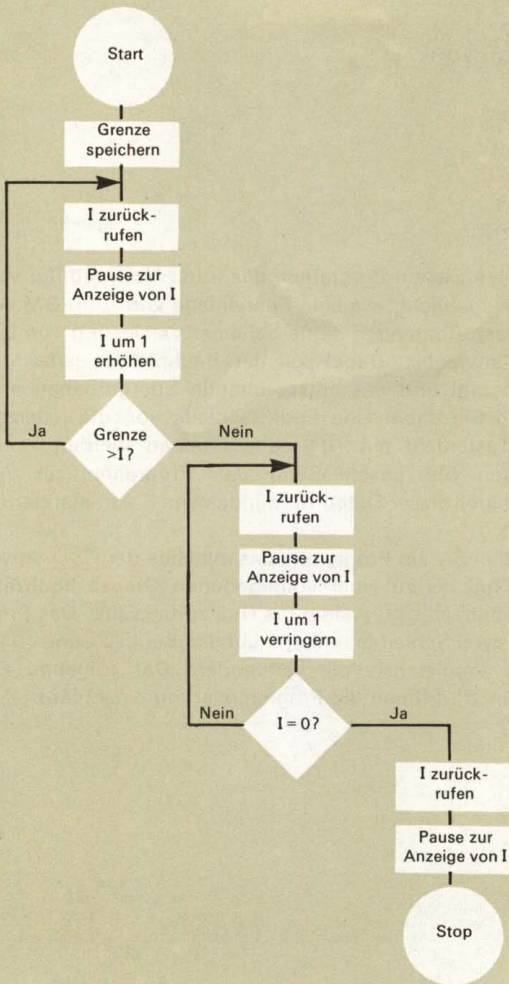 Start
Grenze
speichern
I zurück-
rufen
Pause zur
Anzeige von I
I um 1
erhöhen
Ja
Grenze
>I?
Nein
I zurück-
rufen
Pause zur
Anzeige von I
I um 1
verringern
Nein
I = 0?
Ja
I zurück-
rufen
Pause zur
Anzeige von I
Stop